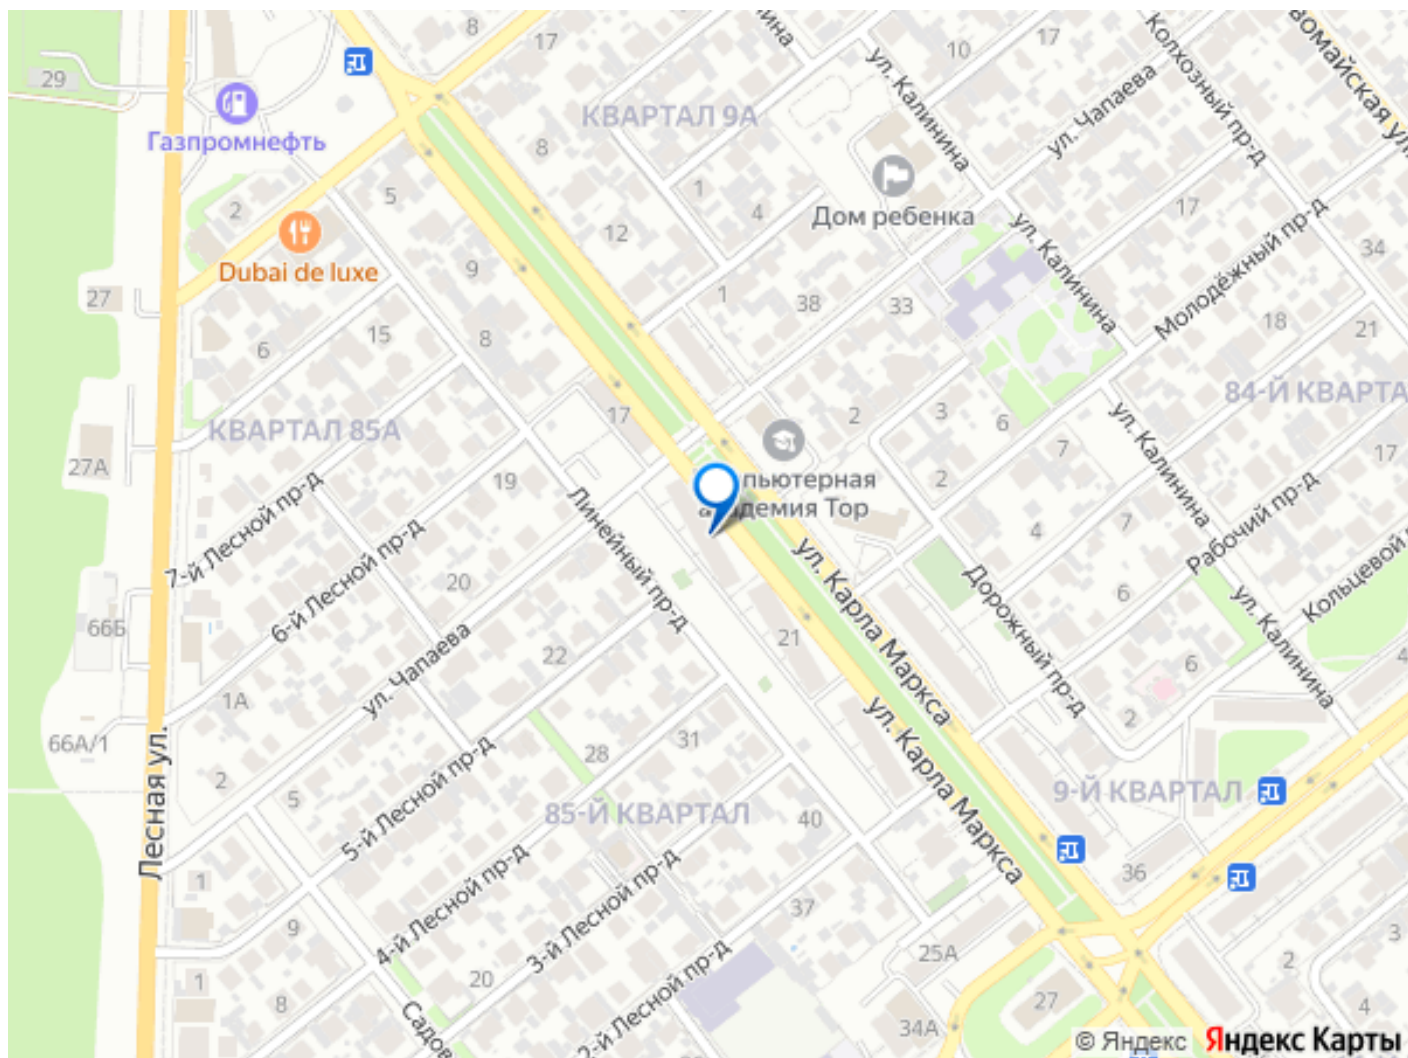 8
17
29
Газпромнефть
КВАРТАЛ 9А
ул. Калинина
10
17
Колхозный пр-д
ул. Чапаева
8
5
2
1
4
12
Дом ребенка
17
34
Dubai de luxe
9
27
15
6
8
1
38
33
ул. Калинина
Молодёжный пр-д
18
21
84-Й КВАРТА
КВАРТАЛ 85А
17
2
3
6
7
ул. Калинина
17
27А
19
2
пьютерная
адемия Тор
7-й Лесной пр-д
6-й Лесной пр-д
Линейный пр-д
4
7
Рабочий пр-д
20
66Б
ул. Карла Маркса
Дорожный пр-д
6
ул. Калинина
21
22
1А
ул. Чапаева
6
4
66А/1
Лесная ул.
2
5
28
31
ул. Карла Маркса
2
5-й Лесной пр-д
85-Й КВАРТАЛ
40
9-Й КВАРТАЛ
36
1
9
4-й Лесной пр-д
3-й Лесной пр-д
37
25А
3
2
1
8
20
2-й Лесной пр-д
27
34А
4
© Яндекс Яндекс Карты